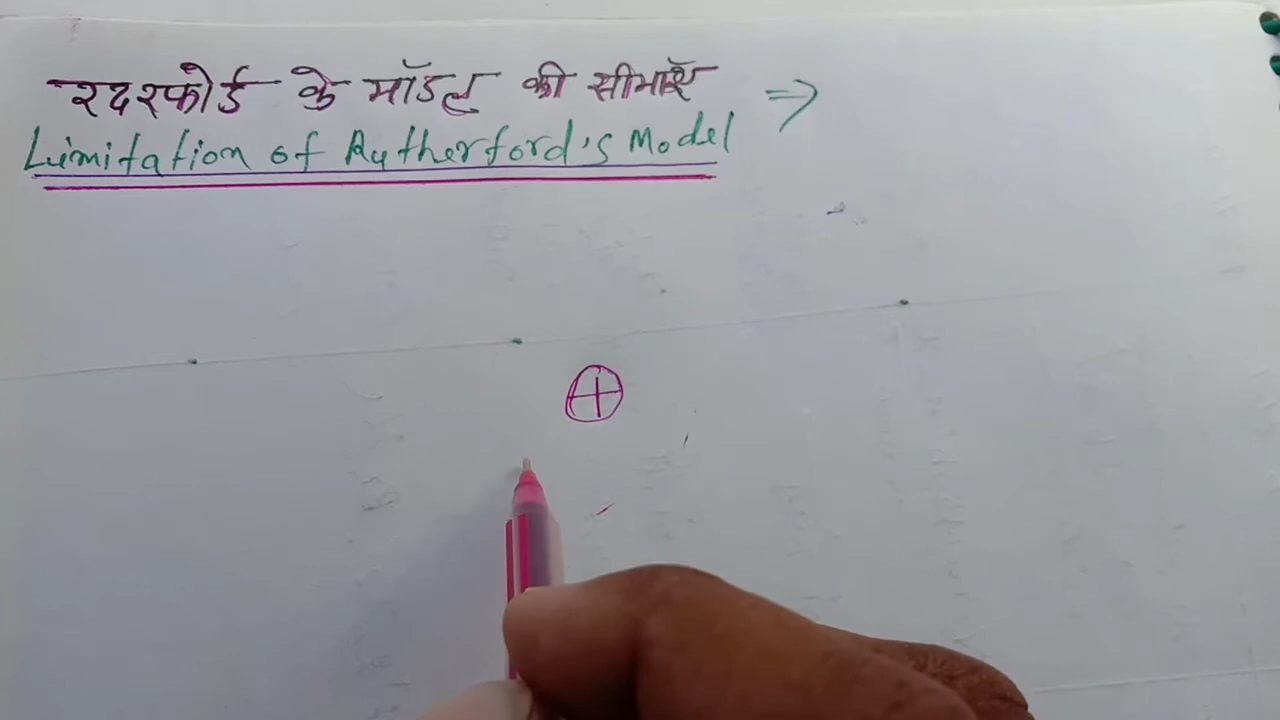 रदरफोर्ड के मॉडल की सीमाएँ ⇒
Limitation of Rutherford's Model
+